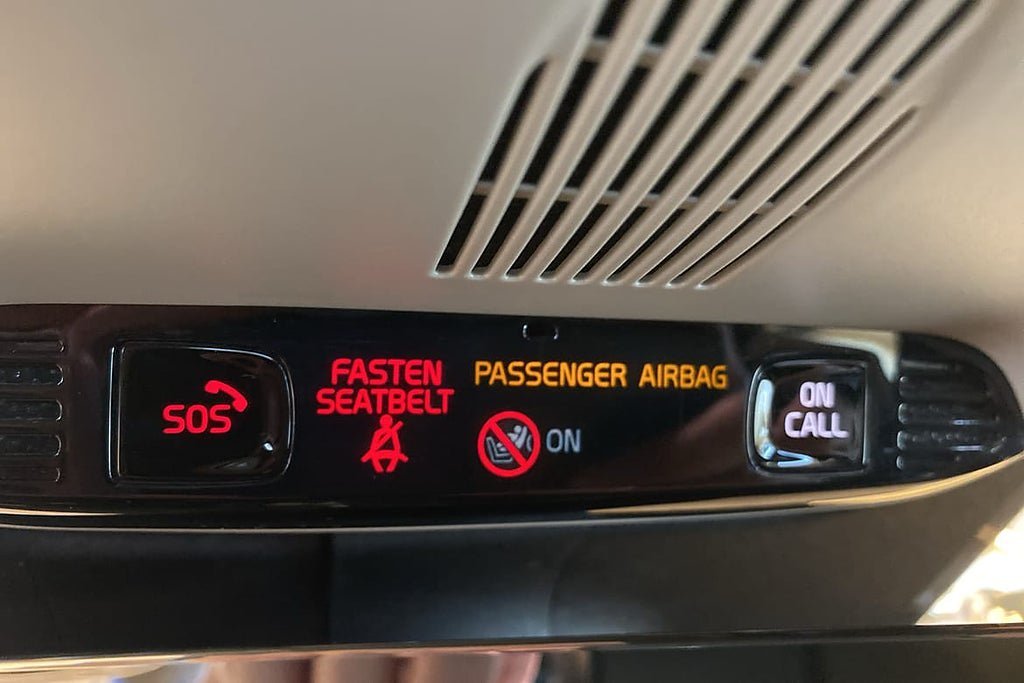 SOS
FASTEN
SEATBELT
PASSENGER AIRBAG
ON
ON
CALL